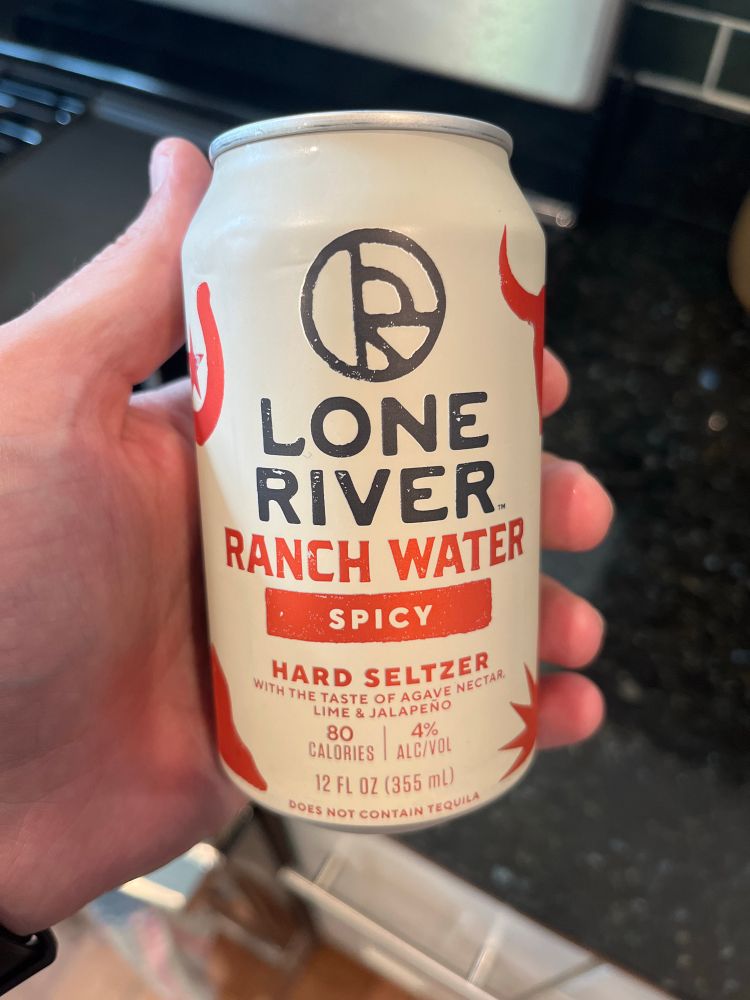 LONE
RIVER™
RANCH WATER
SPICY
HARD SELTZER
WITH THE TASTE OF AGAVE NECTAR,
LIME & JALAPEÑO
80 CALORIES | 4% ALC/VOL
12 FL OZ (355 mL)
DOES NOT CONTAIN TEQUILA